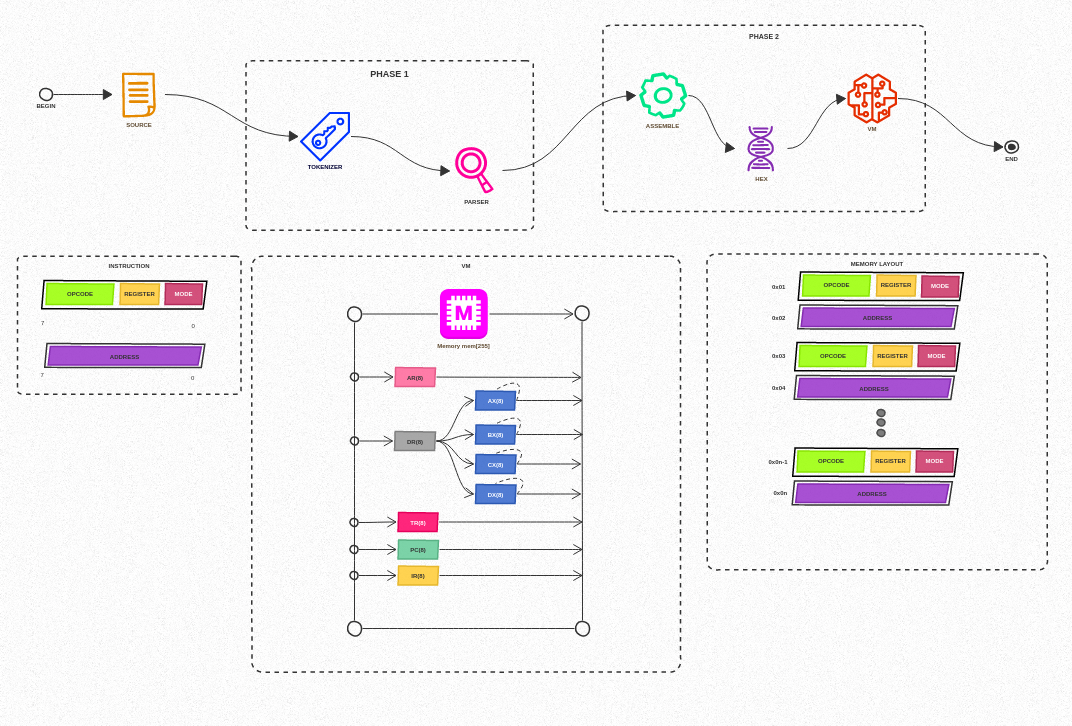 PHASE 2
PHASE 1
BEGIN
SOURCE
TOKENIZER
PARSER
ASSEMBLE
HEX
VM
END
INSTRUCTION
OPCODE REGISTER MODE
7 0
ADDRESS
7 0
VM
M
Memory mem[255]
AR(8)
AX(8)
DR(8)
BX(8)
CX(8)
DX(8)
TR(8)
PC(8)
IR(8)
MEMORY LAYOUT
0x01 OPCODE REGISTER MODE
0x02 ADDRESS
0x03 OPCODE REGISTER MODE
0x04 ADDRESS
0x0n-1 OPCODE REGISTER MODE
0x0n ADDRESS